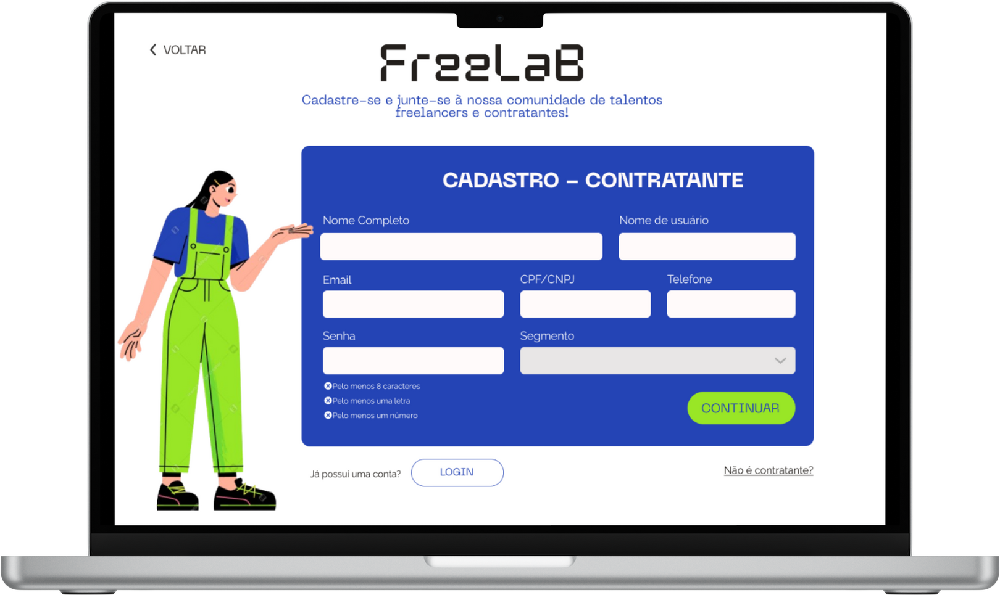 VOLTAR
FreeLaB
Cadastre-se e junte-se à nossa comunidade de talentos
freelancers e contratantes!
CADASTRO - CONTRATANTE
Nome Completo
Nome de usuário
Email
CPF/CNPJ
Telefone
Senha
Segmento
Pelo menos 8 caracteres
Pelo menos uma letra
Pelo menos um número
CONTINUAR
Já possui uma conta?
LOGIN
Não é contratante?